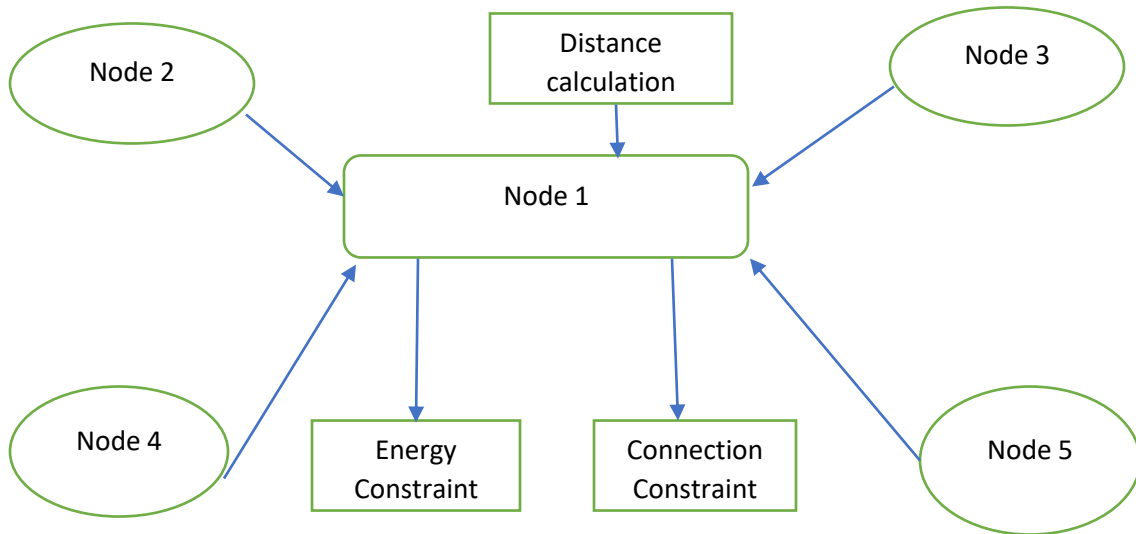 Node 2
Distance
calculation
Node 3
Node 1
Node 4
Energy
Constraint
Connection
Constraint
Node 5